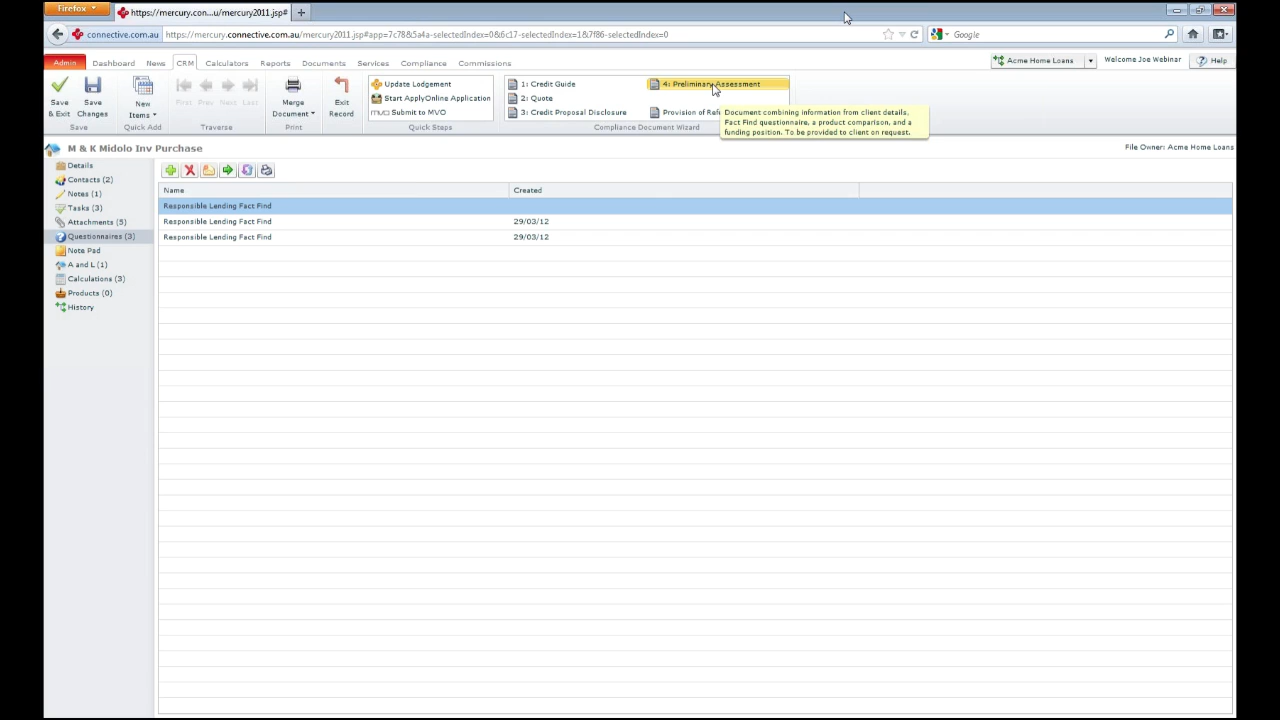 Firefox
https://mercury.con...u/mercury2011.jsp#
connective.com.au
https://mercury.connective.com.au/mercury2011.jsp#app=7c78&5a4a-selectedIndex=0&6c17-selectedIndex=1&7f86-selectedIndex=0
Google
Admin Dashboard News CRM Calculators Reports Documents Services Compliance Commissions
Acme Home Loans
Welcome Joe Webinar
Help
Save & Exit
Save Changes
Save
New Items
Quick Add
First Prev Next Last
Traverse
Merge Document
Print
Exit Record
Update Lodgement
Start ApplyOnline Application
mvo Submit to MVO
Quick Steps
1: Credit Guide
2: Quote
3: Credit Proposal Disclosure
4: Preliminary Assessment
Provision of Ref
Compliance Document Wizard
Document combining information from client details,
Fact Find questionnaire, a product comparison, and a
funding position. To be provided to client on request.
M & K Midolo Inv Purchase
File Owner: Acme Home Loans
Details
Contacts (2)
Notes (1)
Tasks (3)
Attachments (5)
Questionnaires (3)
Note Pad
A and L (1)
Calculations (3)
Products (0)
History
Name Created
Responsible Lending Fact Find
Responsible Lending Fact Find 29/03/12
Responsible Lending Fact Find 29/03/12